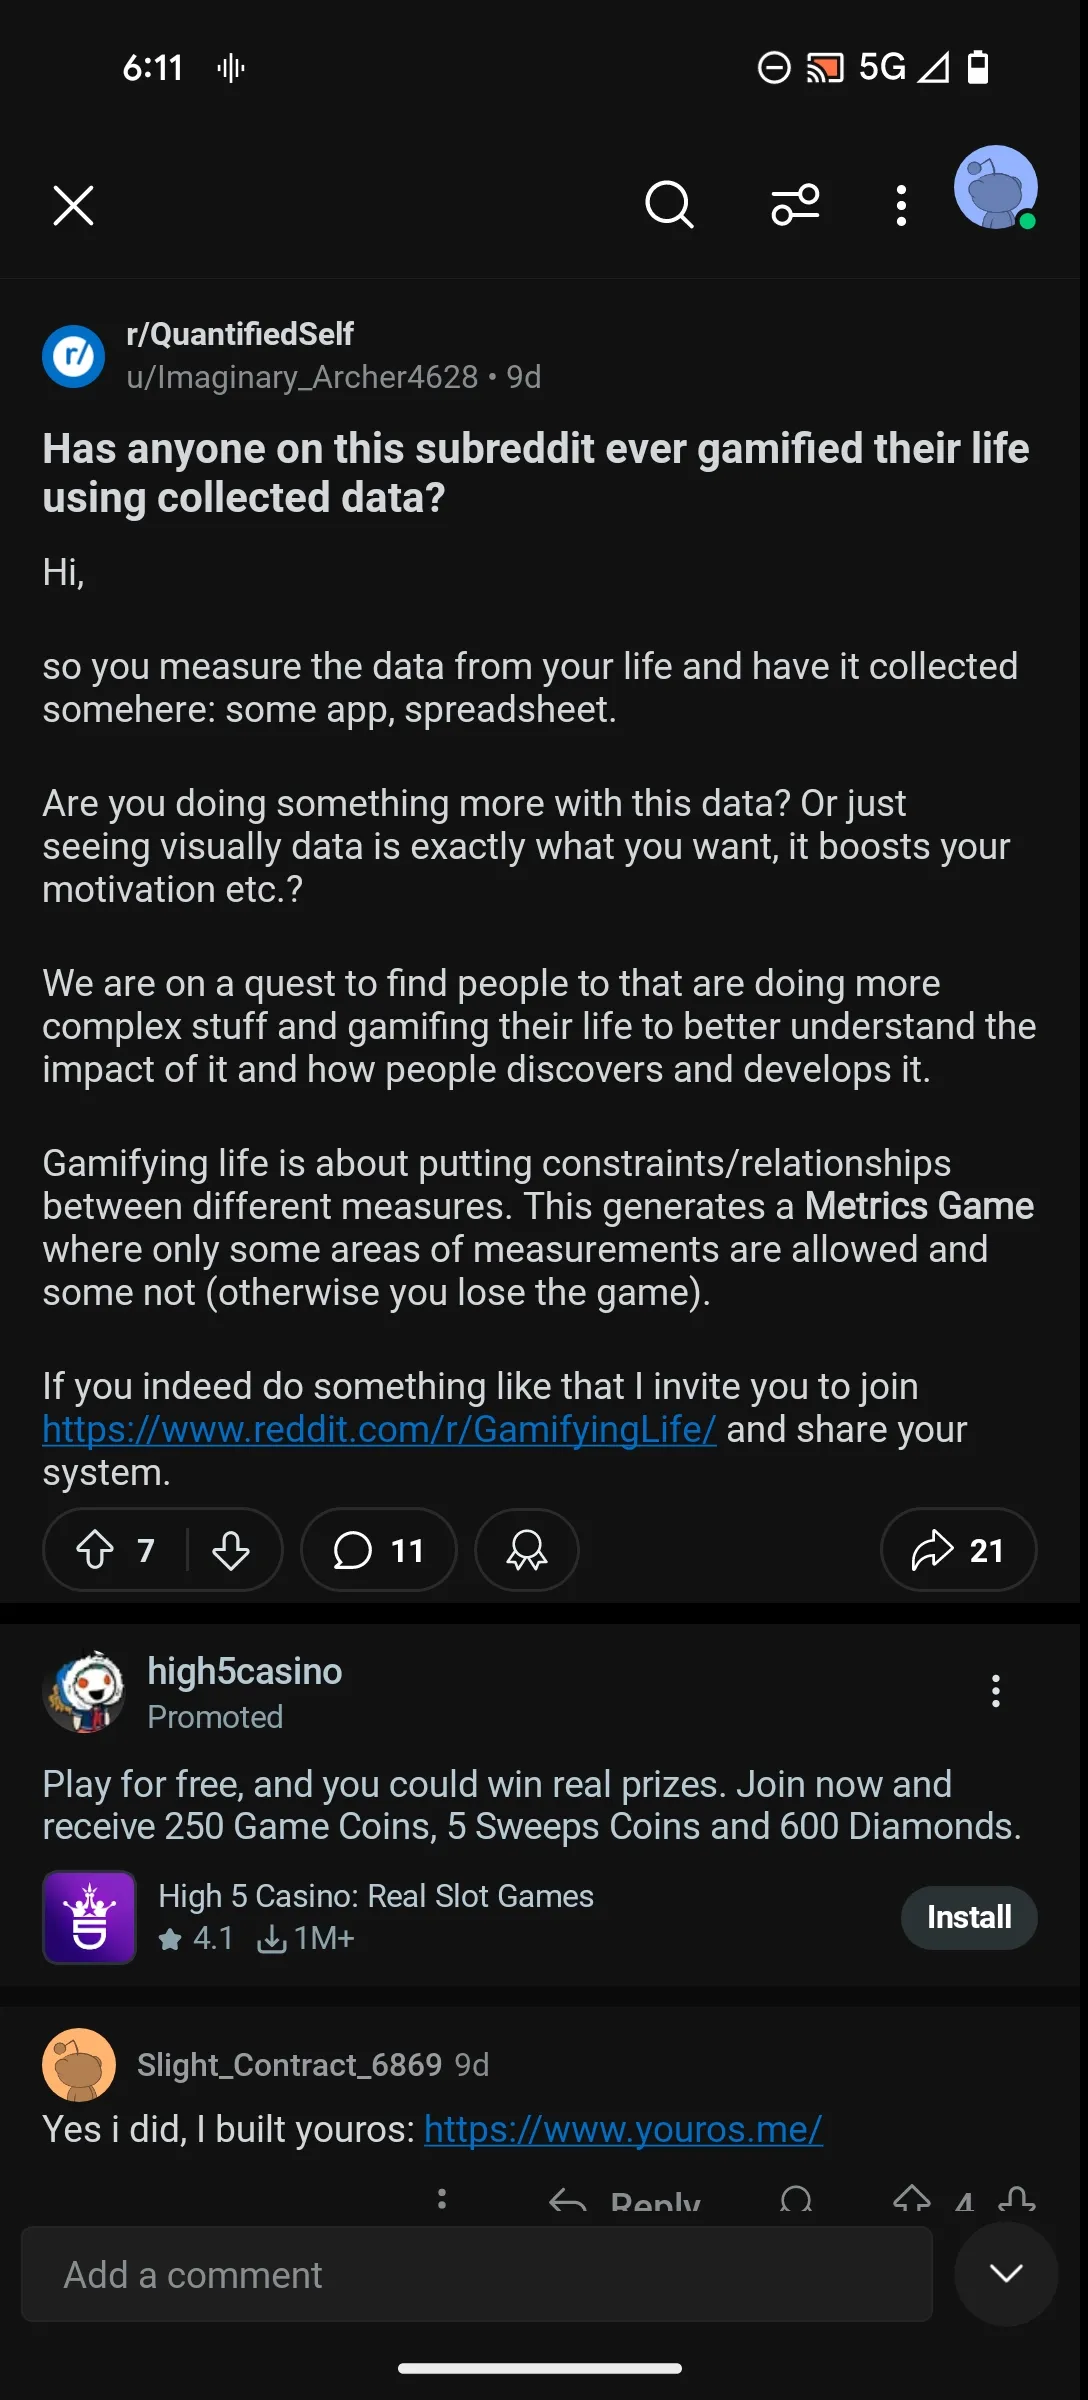 6:11
5G
r/QuantifiedSelf
u/Imaginary_Archer4628 • 9d
Has anyone on this subreddit ever gamified their life
using collected data?
Hi,
so you measure the data from your life and have it collected
somehere: some app, spreadsheet.
Are you doing something more with this data? Or just
seeing visually data is exactly what you want, it boosts your
motivation etc.?
We are on a quest to find people to that are doing more
complex stuff and gamifing their life to better understand the
impact of it and how people discovers and develops it.
Gamifying life is about putting constraints/relationships
between different measures. This generates a Metrics Game
where only some areas of measurements are allowed and
some not (otherwise you lose the game).
If you indeed do something like that I invite you to join
https://www.reddit.com/r/GamifyingLife/ and share your
system.
7 11 21
high5casino
Promoted
Play for free, and you could win real prizes. Join now and
receive 250 Game Coins, 5 Sweeps Coins and 600 Diamonds.
High 5 Casino: Real Slot Games
4.1 1M+
Install
Slight_Contract_6869 9d
Yes i did, I built youros: https://www.youros.me/
Reply 4
Add a comment